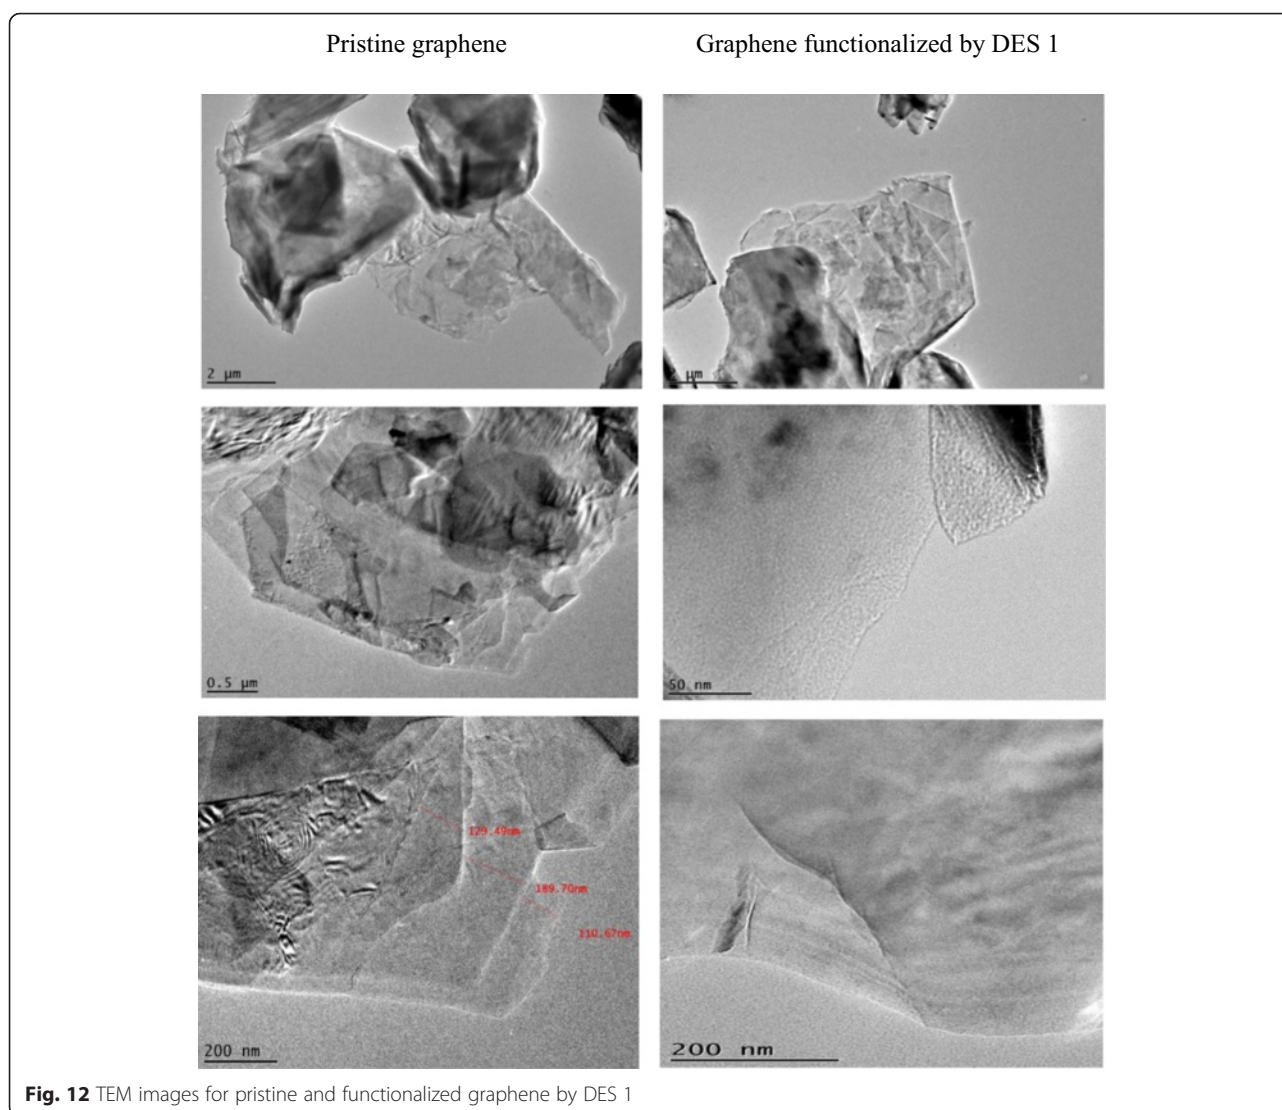 Pristine graphene
Graphene functionalized by DES 1
2 µm
µm
0.5 µm
50 nm
129.49nm
189.70nm
110.67nm
200 nm
200 nm
Fig. 12 TEM images for pristine and functionalized graphene by DES 1